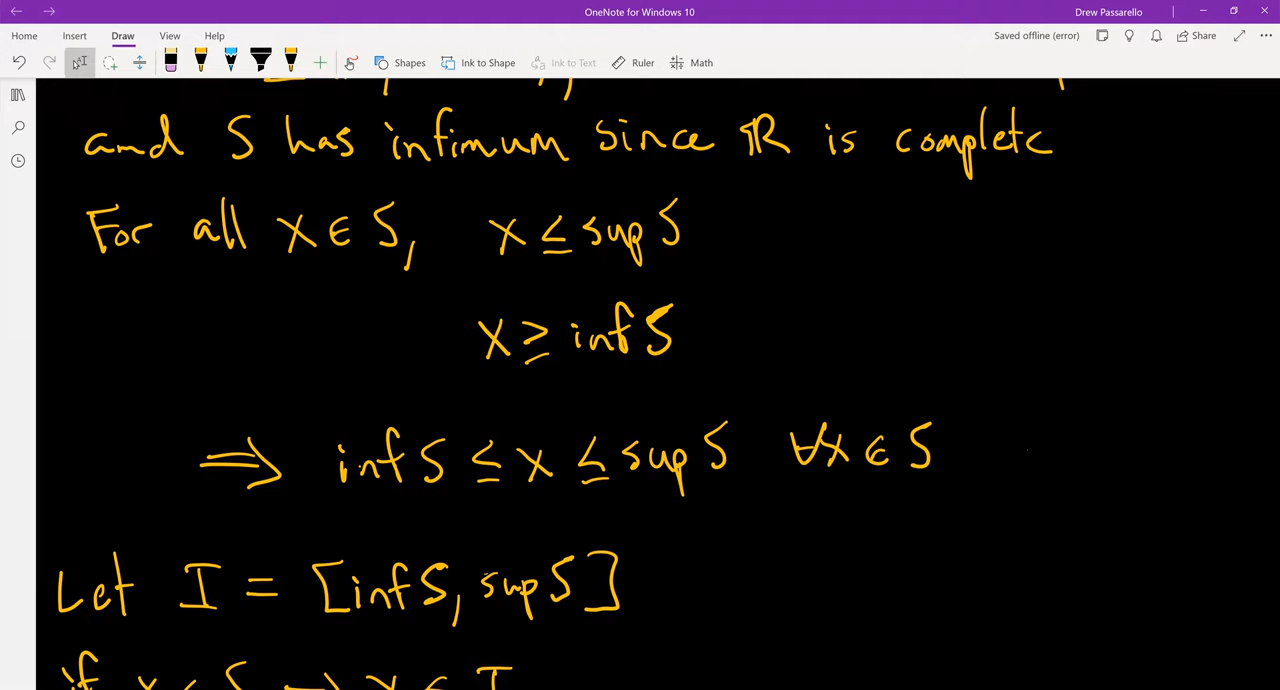 OneNote for Windows 10
Drew Passarello
Home Insert Draw View Help
Saved offline (error) Share
Shapes Ink to Shape Ink to Text Ruler Math
and S has infimum since ℝ is complete
For all x ∈ S, x ≤ sup S
x ≥ inf S
⟹ inf S ≤ x ≤ sup S ∀x ∈ S
Let I = [inf S, sup S]
if x ∈ S ⟹ x ∈ I